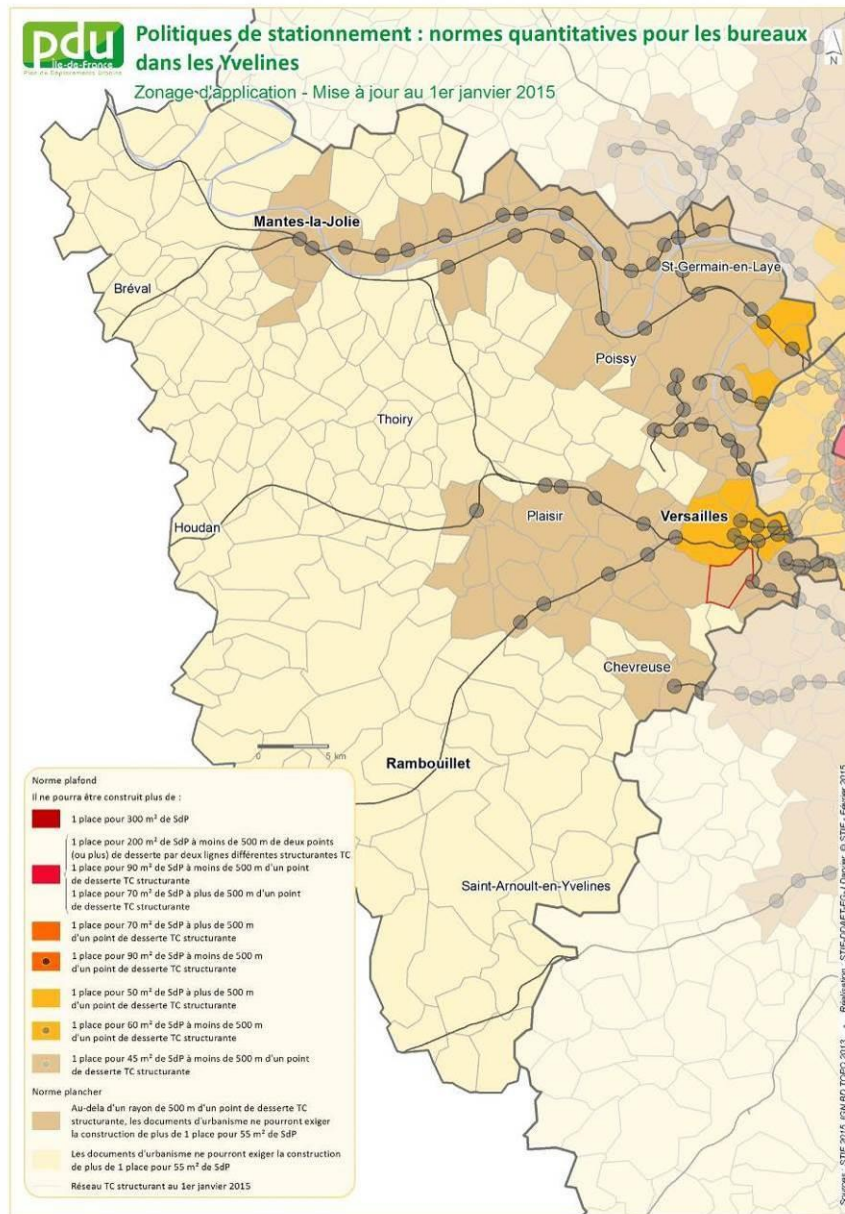 pdu
Île-de-France
Plan de Déplacements Urbains
Politiques de stationnement : normes quantitatives pour les bureaux
dans les Yvelines
Zonage d'application - Mise à jour au 1er janvier 2015
N
Mantes-la-Jolie
St-Germain-en-Laye
Bréval
Poissy
Thoiry
Plaisir
Versailles
Houdan
Chevreuse
5 km
Rambouillet
Saint-Arnoult-en-Yvelines
Norme plafond
Il ne pourra être construit plus de :
1 place pour 300 m² de SdP
1 place pour 200 m² de SdP à moins de 500 m de deux points
(ou plus) de desserte par deux lignes différentes structurantes TC
1 place pour 90 m² de SdP à moins de 500 m d'un point
de desserte TC structurante
1 place pour 70 m² de SdP à plus de 500 m d'un point
de desserte TC structurante
1 place pour 70 m² de SdP à plus de 500 m
d'un point de desserte TC structurante
1 place pour 90 m² de SdP à moins de 500 m
d'un point de desserte TC structurante
1 place pour 50 m² de SdP à plus de 500 m
d'un point de desserte TC structurante
1 place pour 60 m² de SdP à moins de 500 m
d'un point de desserte TC structurante
1 place pour 45 m² de SdP à moins de 500 m d'un point
de desserte TC structurante
Norme plancher
Au-delà d'un rayon de 500 m d'un point de desserte TC
structurante, les documents d'urbanisme ne pourront exiger
la construction de plus de 1 place pour 55 m² de SdP
Les documents d'urbanisme ne pourront exiger la construction
de plus de 1 place pour 55 m² de SdP
Réseau TC structurant au 1er janvier 2015
Sources : STIF 2015, IGN BD TOPO 2013 - Réalisation : STIF- © STIF - Février 2015